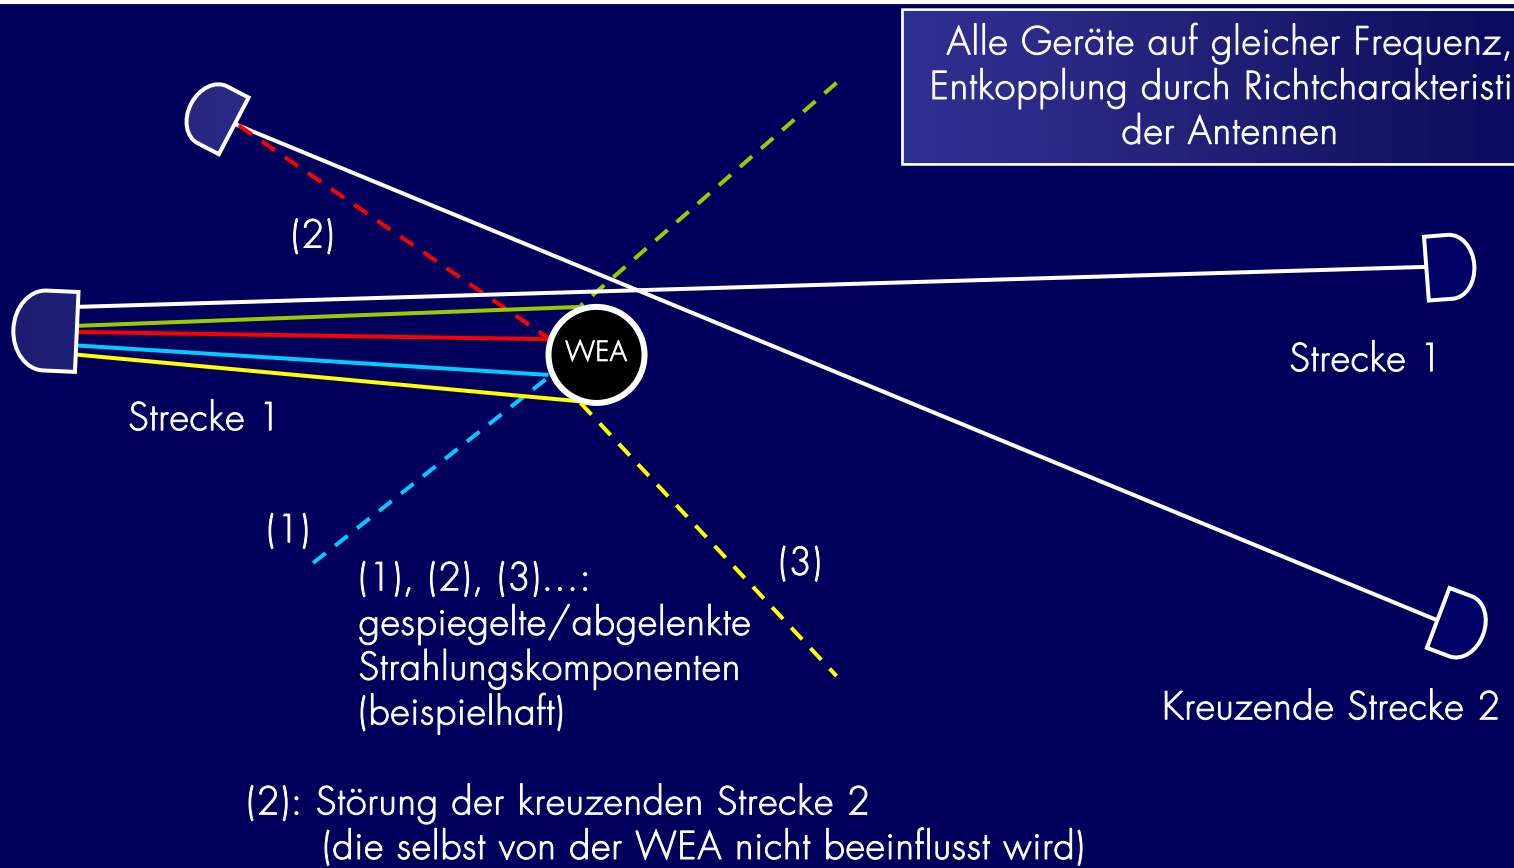 Alle Geräte auf gleicher Frequenz,
Entkopplung durch Richtcharakteristi
der Antennen
(2)
WEA
Strecke 1
Strecke 1
(1)
(3)
(1), (2), (3)...:
gespiegelte/abgelenkte
Strahlungskomponenten
(beispielhaft)
Kreuzende Strecke 2
(2): Störung der kreuzenden Strecke 2
(die selbst von der WEA nicht beeinflusst wird)